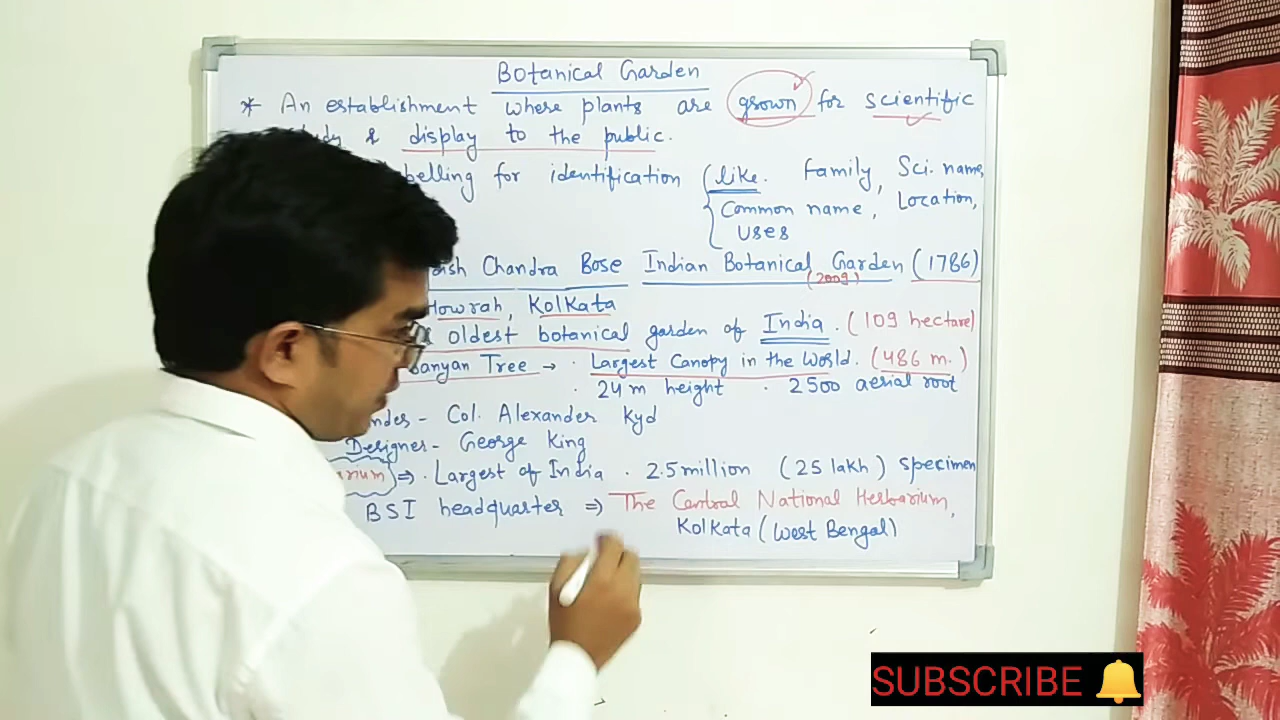 Botanical Garden
* An establishment where plants are grown for scientific
& display to the public.
for identification (like. Family, Sci. name,
Common name, Location,
uses
Chandra Bose Indian Botanical Garden (1786)
(2009)
Howrah, Kolkata
oldest botanical garden of India. (109 hectare)
Banyan Tree → · Largest Canopy in the World. (486 m.)
· 24m height · 2500 aerial root
- Col. Alexander Kyd
Designer - George King
⇒ · Largest of India · 2.5 million (25 lakh) specimen
BSI headquarter ⇒ The Central National Herbarium,
Kolkata (West Bengal)
SUBSCRIBE